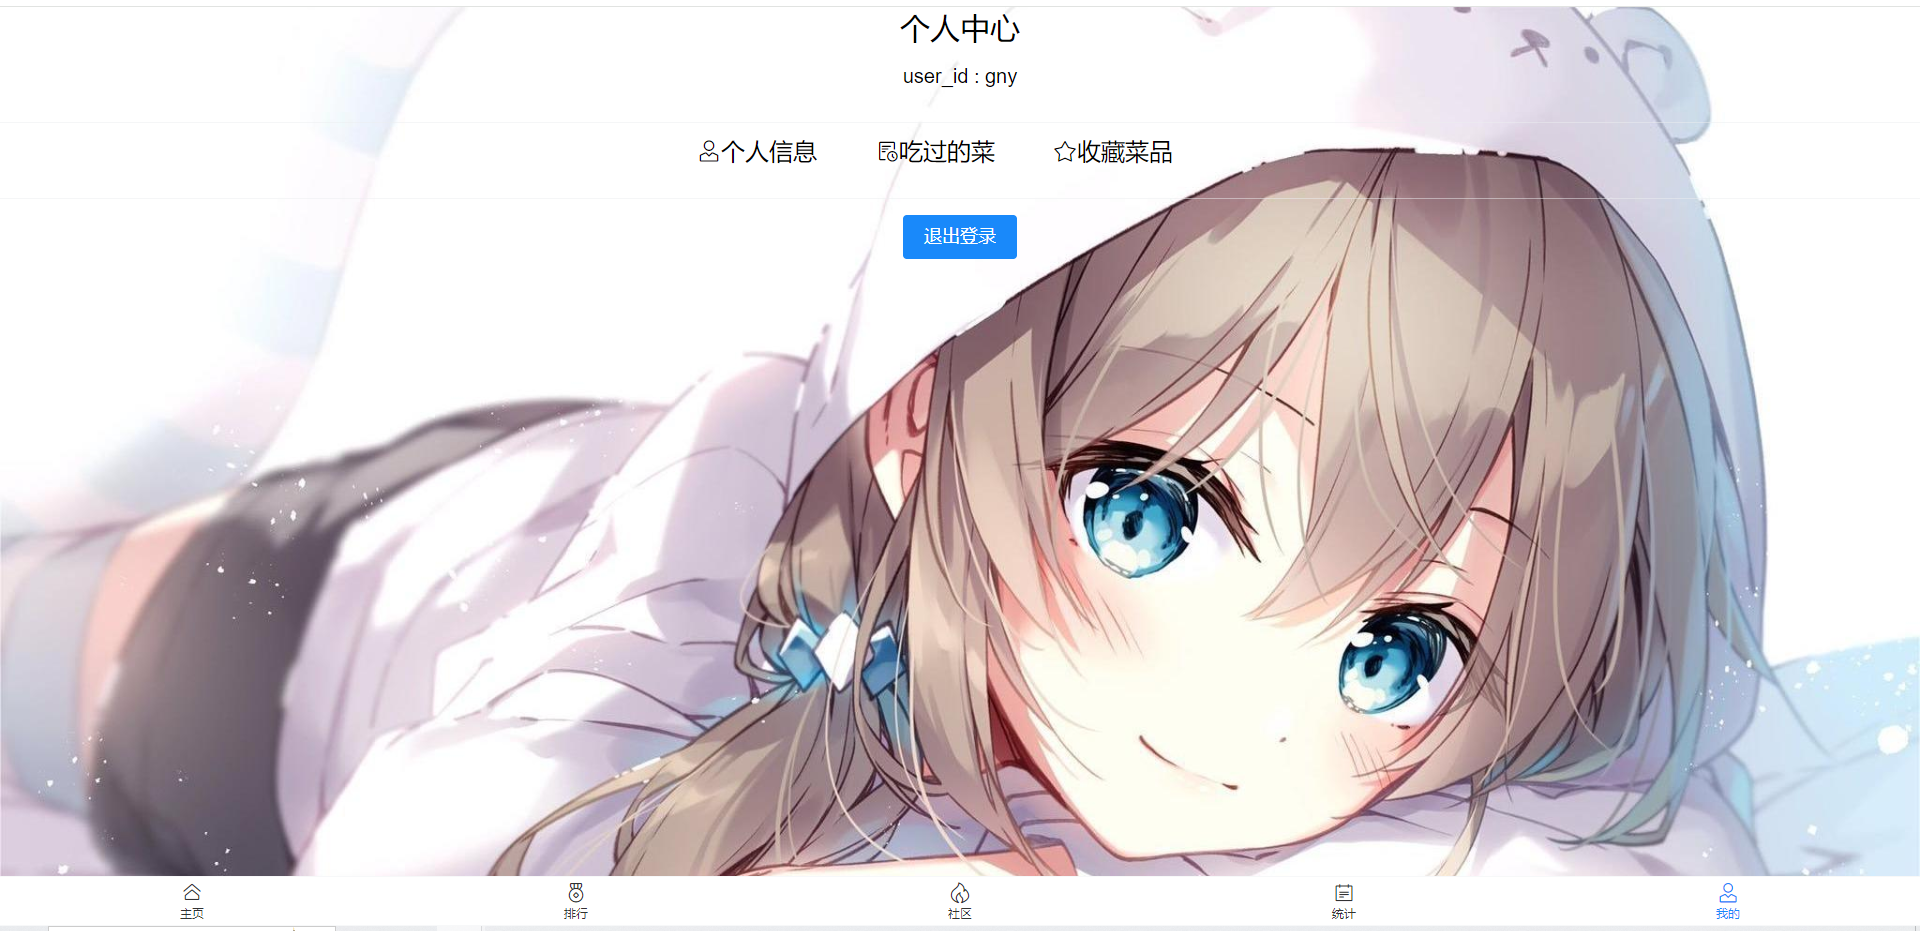 个人中心
user_id : gny
个人信息 吃过的菜 收藏菜品
退出登录
主页 排行 社区 统计 我的